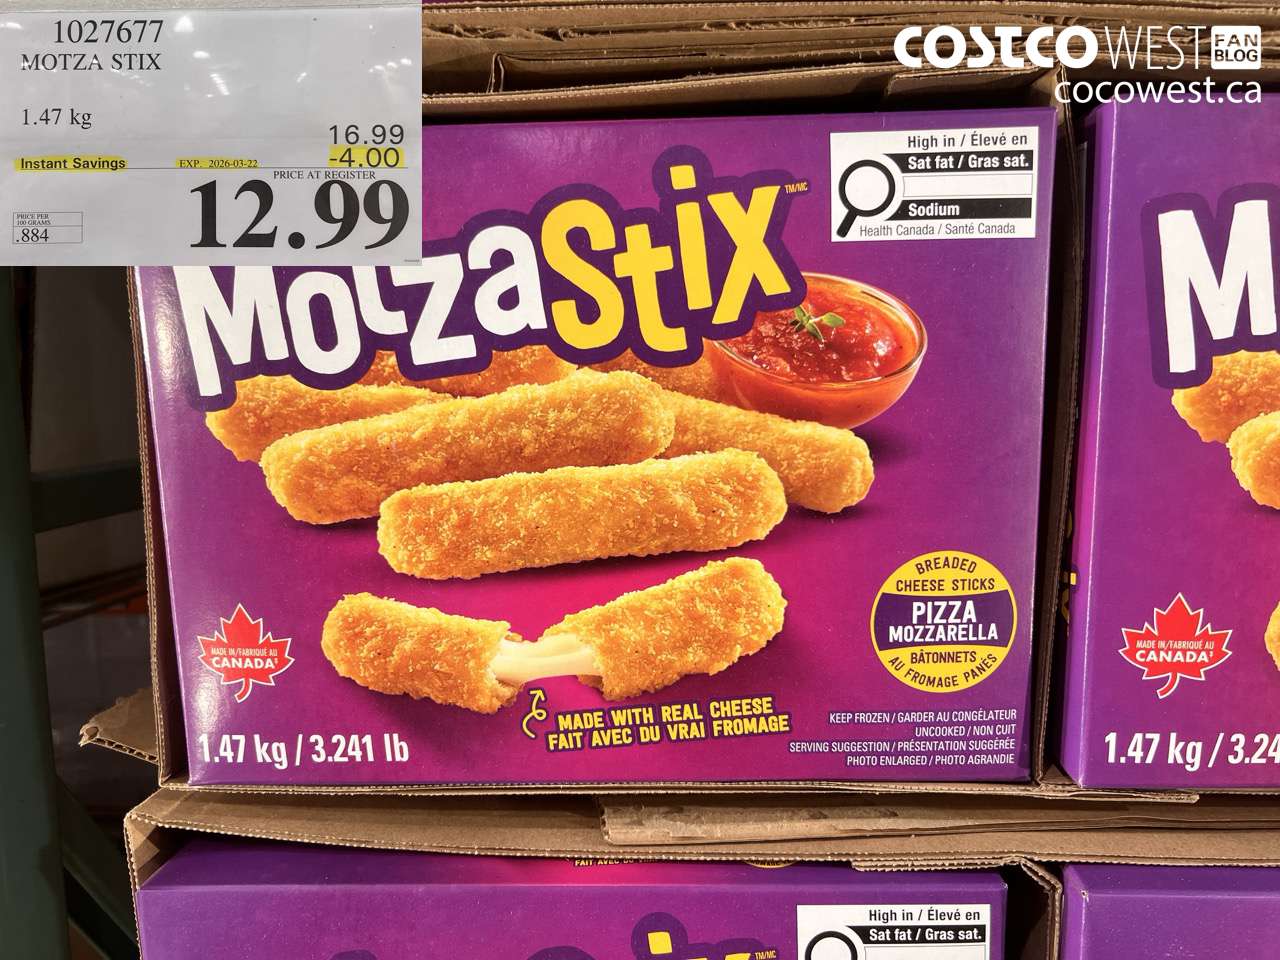 1027677
MOTZA STIX
1.47 kg
16.99
Instant Savings EXP. 2026-03-22 -4.00
PRICE AT REGISTER
12.99
PRICE PER
100 GRAMS
.884
COSTCO WEST FAN BLOG
cocowest.ca
High in / Élevé en
Sat fat / Gras sat.
Sodium
Health Canada / Santé Canada
MotzaStix TM/MC
BREADED
CHEESE STICKS
PIZZA
MOZZARELLA
BÂTONNETS
AU FROMAGE PANÉS
MADE IN/FABRIQUÉ AU
CANADA‡
MADE WITH REAL CHEESE
FAIT AVEC DU VRAI FROMAGE
1.47 kg / 3.241 lb
KEEP FROZEN / GARDER AU CONGÉLATEUR
UNCOOKED / NON CUIT
SERVING SUGGESTION / PRÉSENTATION SUGGÉRÉE
PHOTO ENLARGED / PHOTO AGRANDIE
M
MADE IN/FABRIQUÉ AU
CANADA‡
1.47 kg / 3.24
High in / Élevé en
Sat fat / Gras sat.
TM/MC